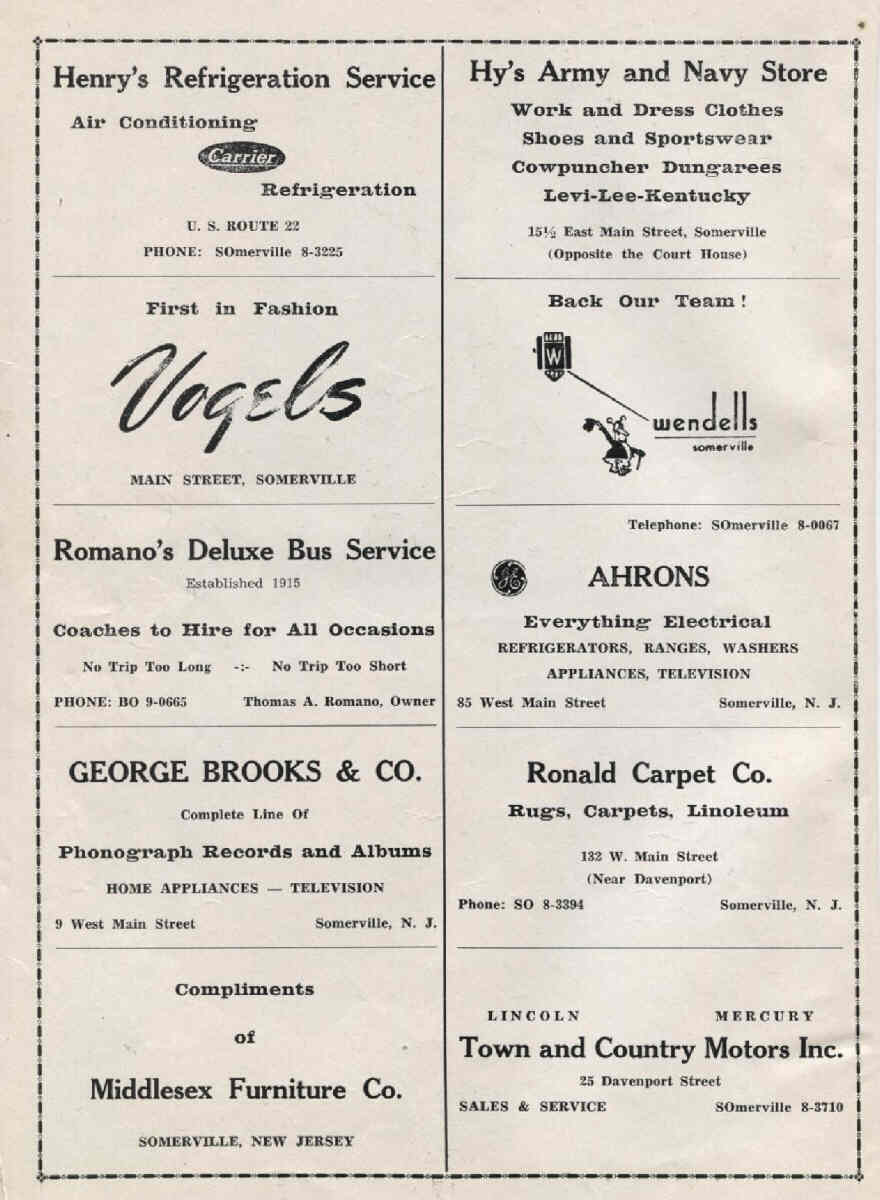 Henry's Refrigeration Service
Air Conditioning
Carrier
Refrigeration
U. S. ROUTE 22
PHONE: SOmerville 8-3225
First in Fashion
Vogels
MAIN STREET, SOMERVILLE
Romano's Deluxe Bus Service
Established 1915
Coaches to Hire for All Occasions
No Trip Too Long -:- No Trip Too Short
PHONE: BO 9-0665 Thomas A. Romano, Owner
GEORGE BROOKS & CO.
Complete Line Of
Phonograph Records and Albums
HOME APPLIANCES — TELEVISION
9 West Main Street Somerville, N. J.
Compliments
of
Middlesex Furniture Co.
SOMERVILLE, NEW JERSEY
Hy's Army and Navy Store
Work and Dress Clothes
Shoes and Sportswear
Cowpuncher Dungarees
Levi-Lee-Kentucky
15½ East Main Street, Somerville
(Opposite the Court House)
Back Our Team !
W
wendells
somerville
Telephone: SOmerville 8-0067
GE
AHRONS
Everything Electrical
REFRIGERATORS, RANGES, WASHERS
APPLIANCES, TELEVISION
85 West Main Street Somerville, N. J.
Ronald Carpet Co.
Rugs, Carpets, Linoleum
132 W. Main Street
(Near Davenport)
Phone: SO 8-3394 Somerville, N. J.
LINCOLN MERCURY
Town and Country Motors Inc.
25 Davenport Street
SALES & SERVICE SOmerville 8-3710